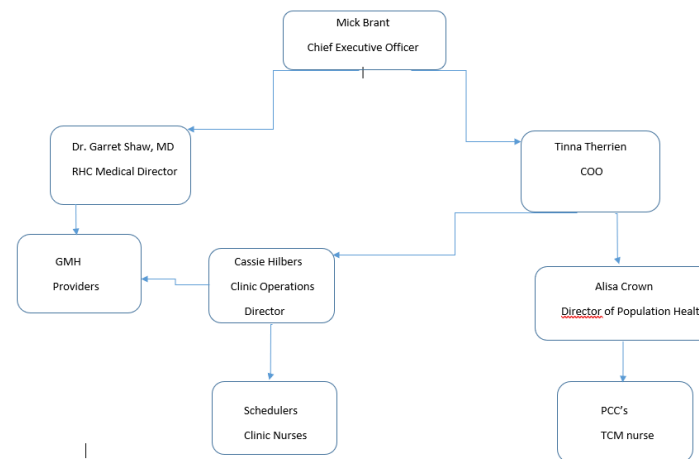 Mick Brant
Chief Executive Officer
Dr. Garret Shaw, MD
RHC Medical Director
Tinna Therrien
COO
GMH
Providers
Cassie Hilbers
Clinic Operations
Director
Alisa Crown
Director of Population Healt
Schedulers
Clinic Nurses
PCC's
TCM nurse